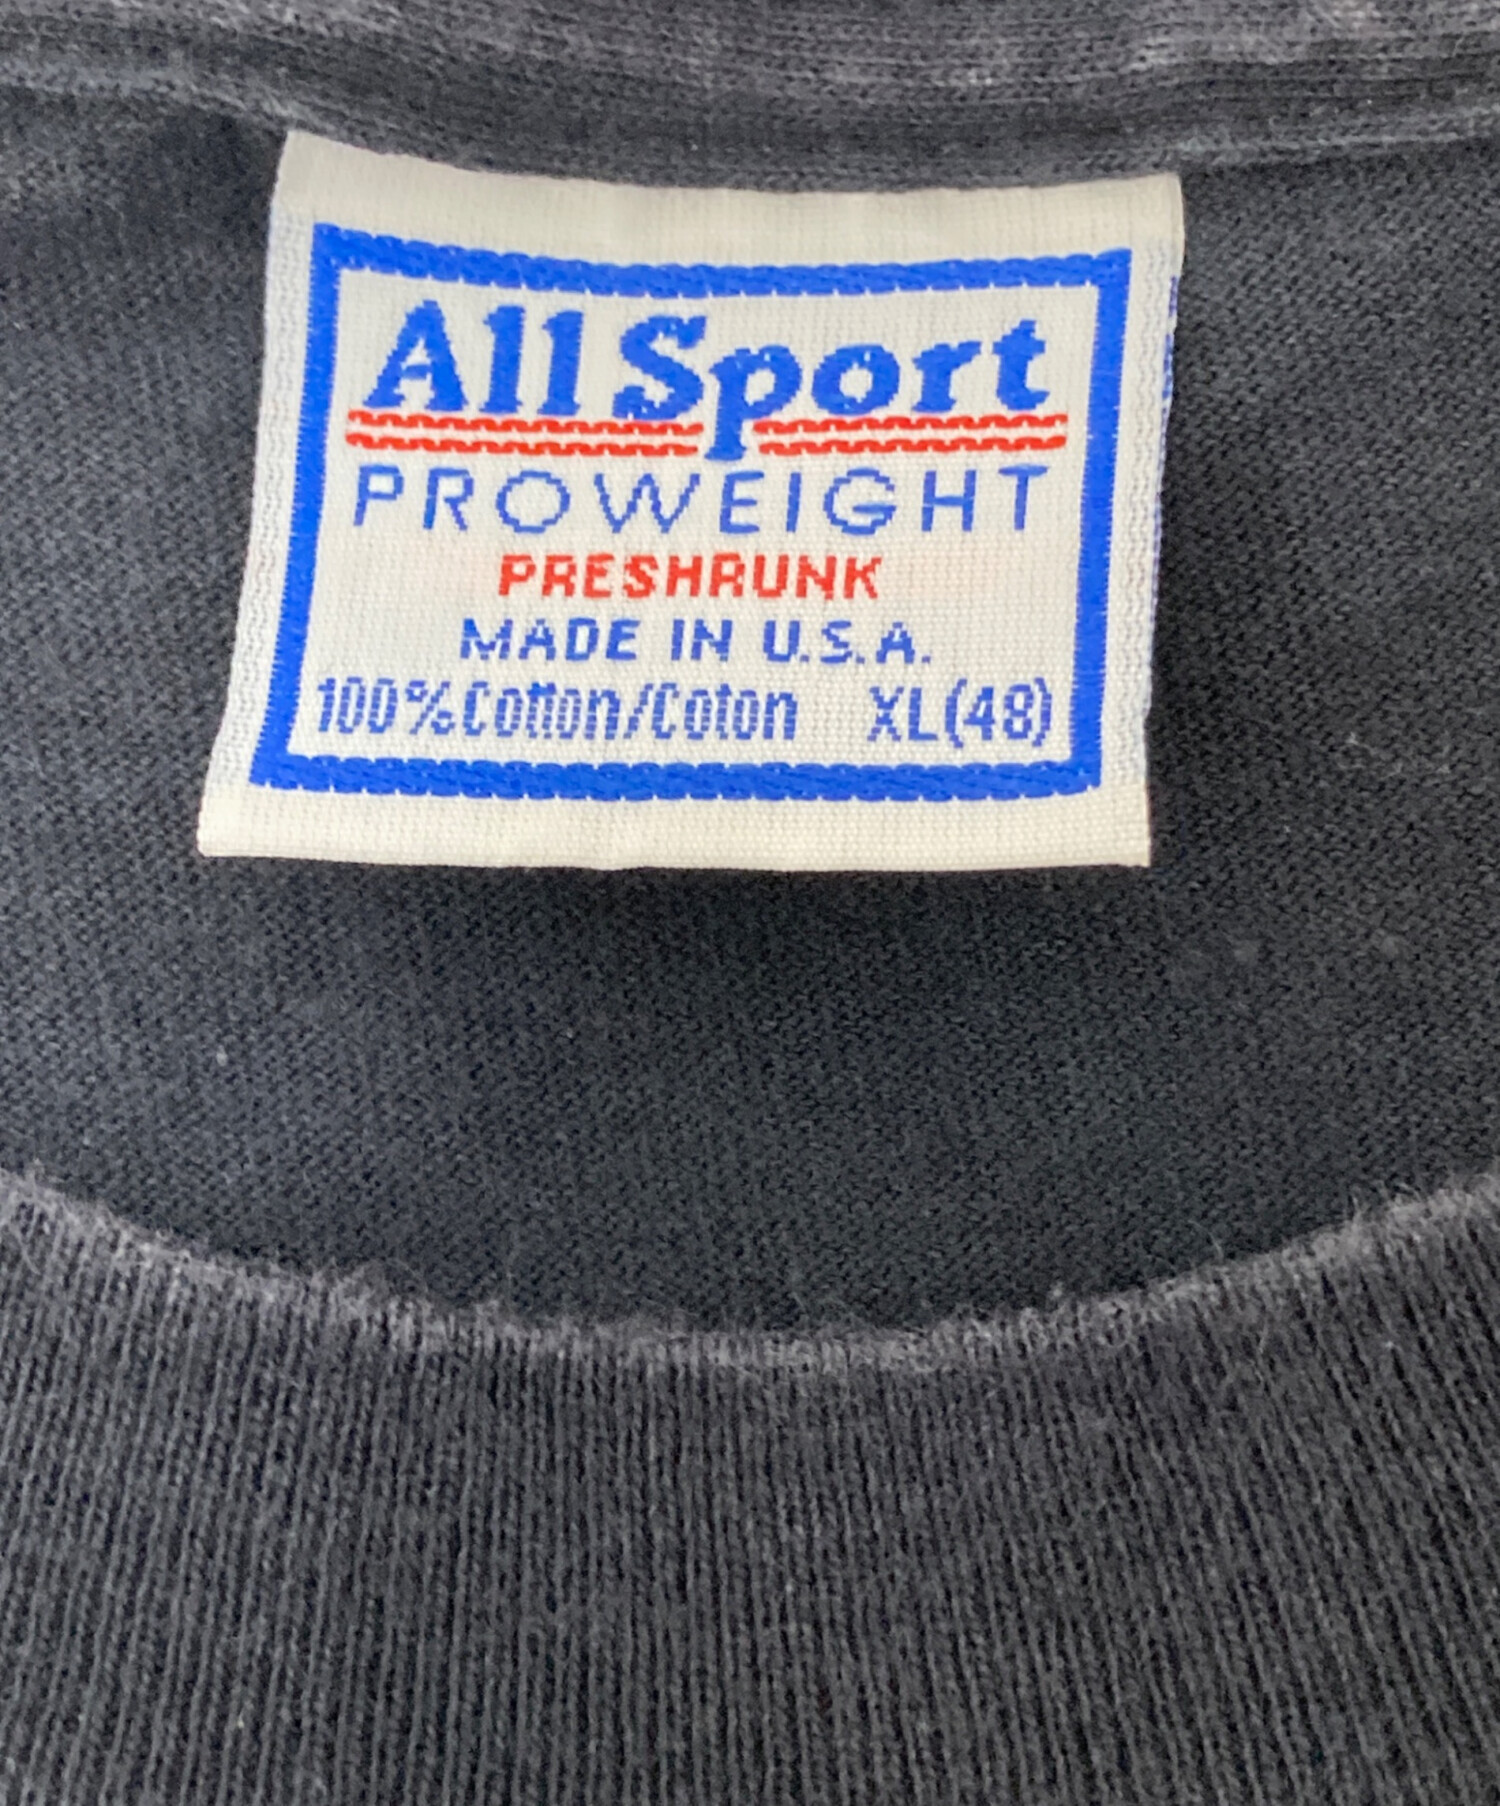 All Sport
PROWEIGHT
PRESHRUNK
MADE IN U.S.A.
100% Cotton/Coton XL(48)